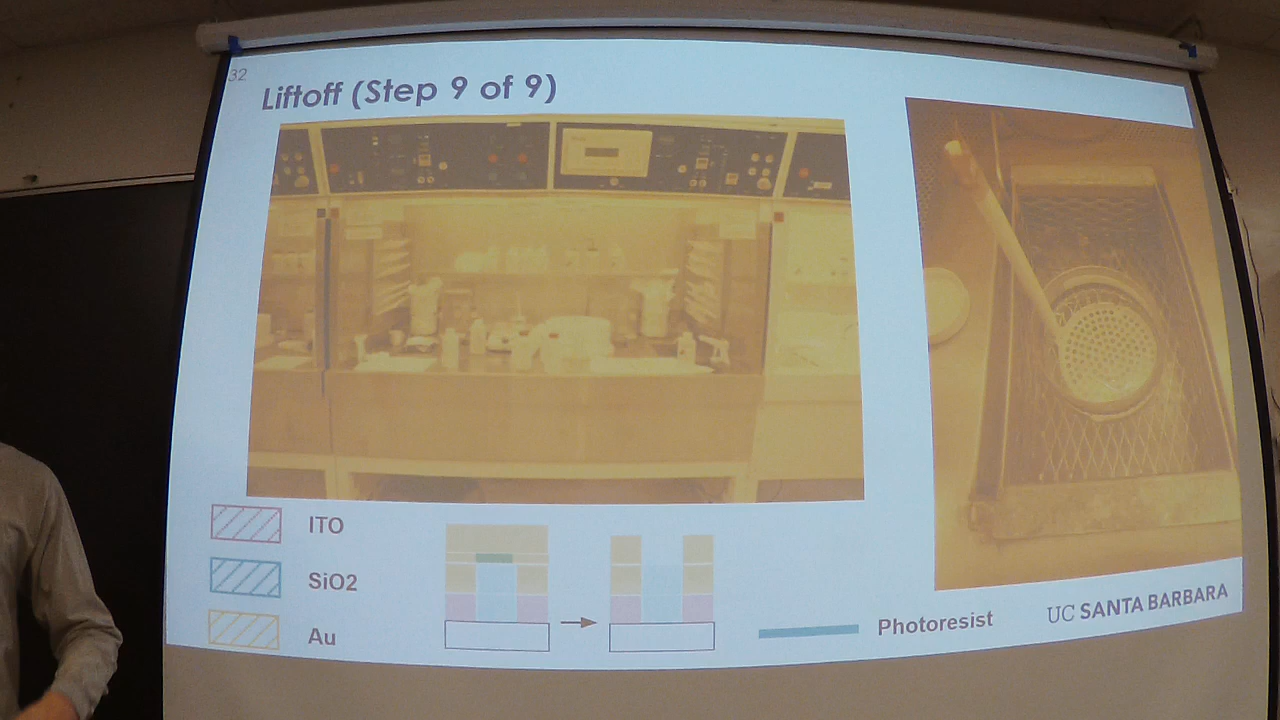 32
Liftoff (Step 9 of 9)
ITO
SiO2
Au
Photoresist
UC SANTA BARBARA